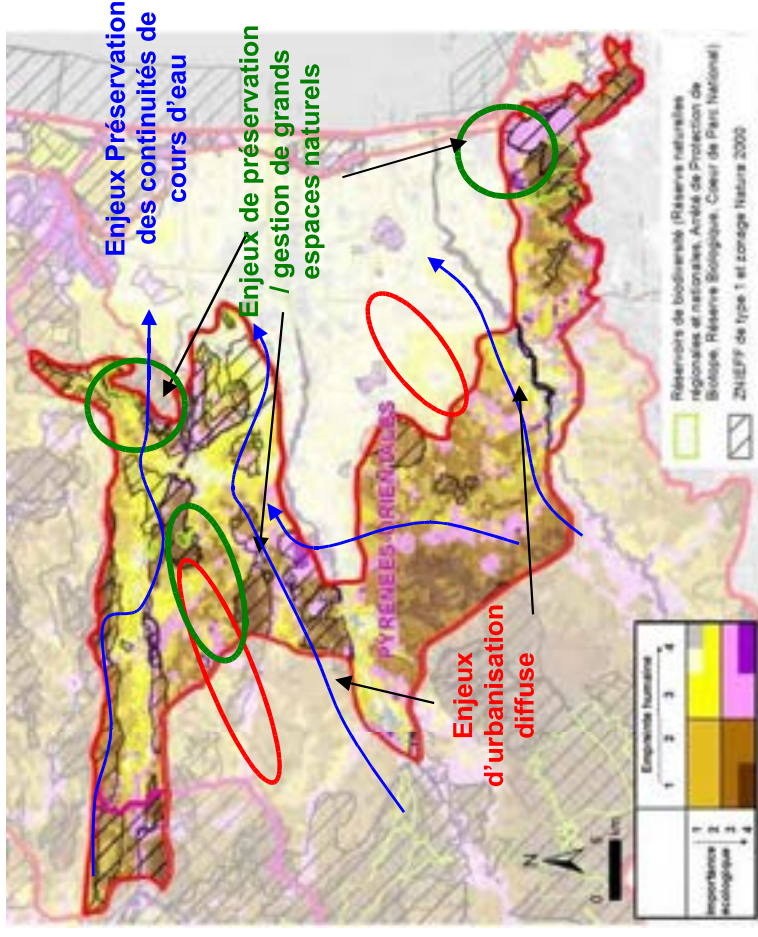 Enjeux Préservation
des continuités de
cours d'eau
Enjeux de préservation
/ gestion de grands
espaces naturels
PYRENEES-ORIENTALES
Enjeux
d'urbanisation
diffuse
Réservoirs de biodiversité (Réserve naturelles
régionales et nationales, Arrêté de Protection de
Biotope, Réserve Biologique, Coeur de Parc National)
ZNIEFF de type 1 et zonage Natura 2000
N
0 5
km
Empreinte humaine
1 2 3 4
Importance
écologique
1
2
3
4